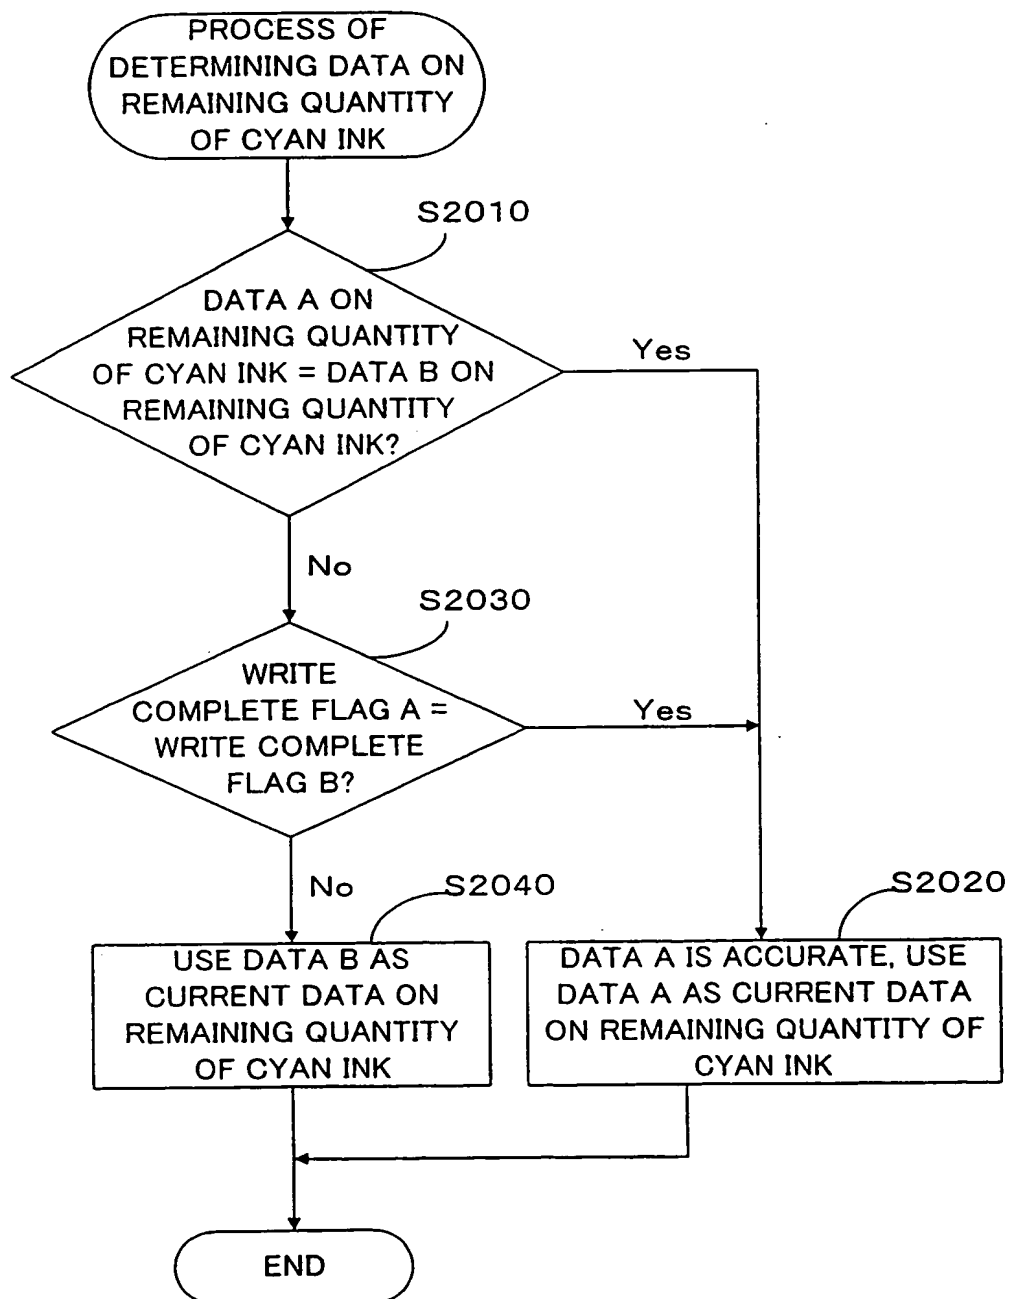 PROCESS OF
DETERMINING DATA ON
REMAINING QUANTITY
OF CYAN INK
S2010
DATA A ON
REMAINING QUANTITY
OF CYAN INK = DATA B ON
REMAINING QUANTITY
OF CYAN INK?
Yes
No
S2030
WRITE
COMPLETE FLAG A =
WRITE COMPLETE
FLAG B?
Yes
No
S2040
S2020
USE DATA B AS
CURRENT DATA ON
REMAINING QUANTITY
OF CYAN INK
DATA A IS ACCURATE, USE
DATA A AS CURRENT DATA
ON REMAINING QUANTITY OF
CYAN INK
END